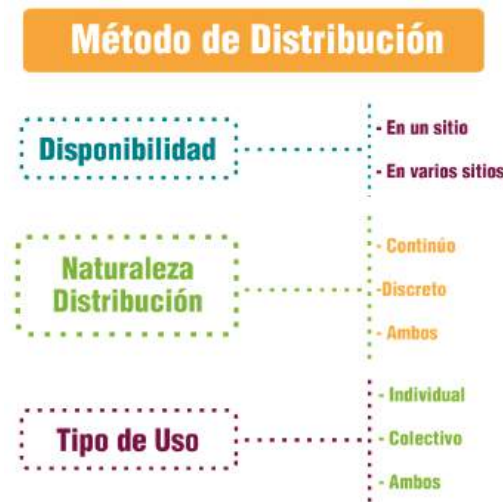 Método de Distribución
Disponibilidad
- En un sitio
- En varios sitios
Naturaleza
Distribución
- Continúo
-Discreto
- Ambos
Tipo de Uso
- Individual
- Colectivo
- Ambos